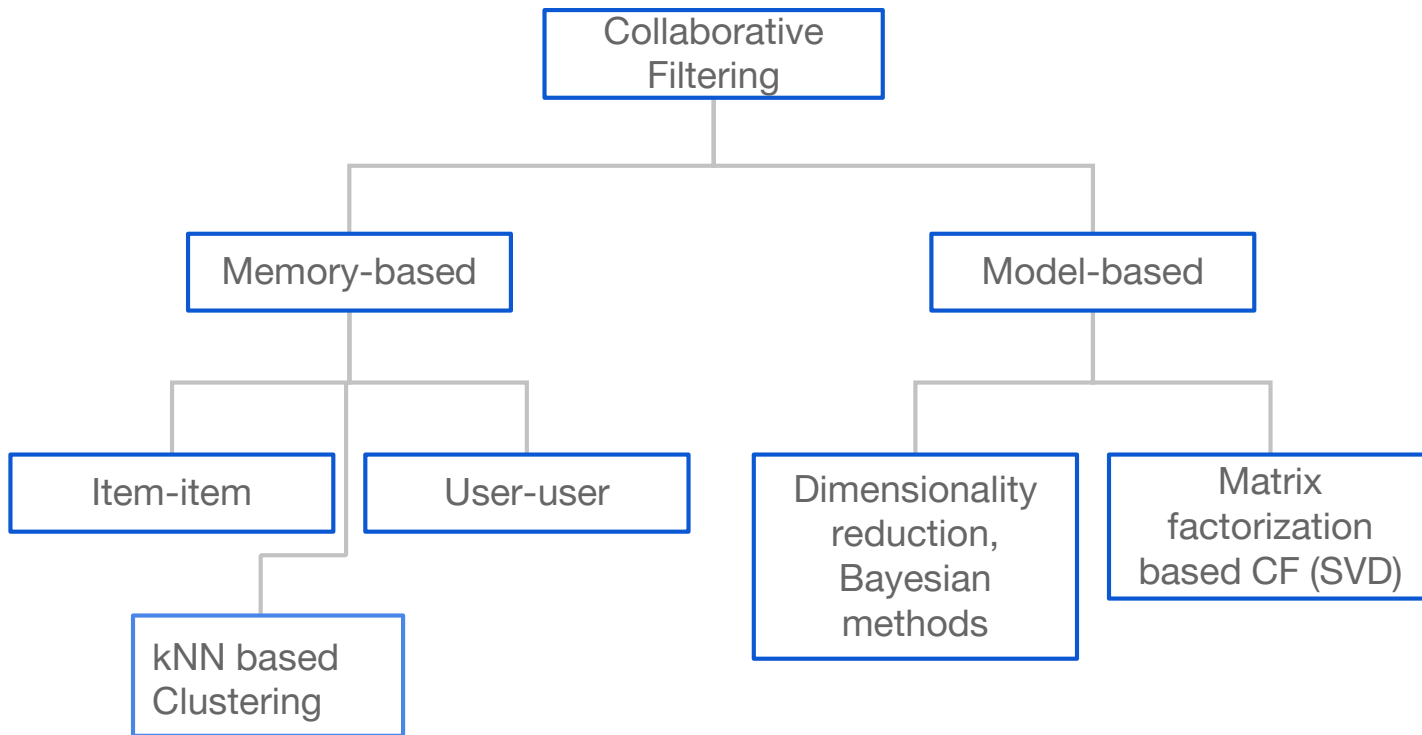 Collaborative
Filtering
Memory-based
Model-based
Item-item
User-user
Dimensionality
reduction,
Bayesian
methods
Matrix
factorization
based CF (SVD)
kNN based
Clustering